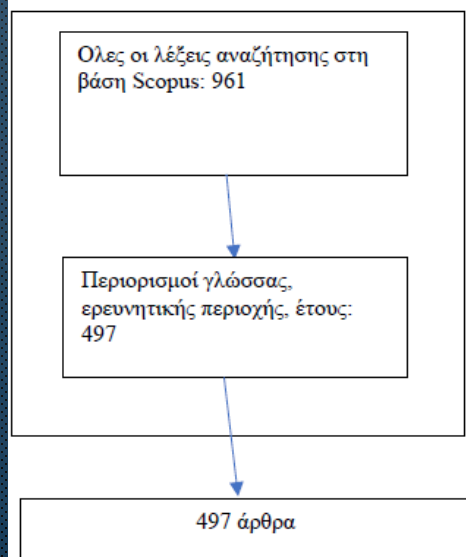 Ολες οι λέξεις αναζήτησης στη
βάση Scopus: 961
Περιορισμοί γλώσσας,
ερευνητικής περιοχής, έτους:
497
497 άρθρα